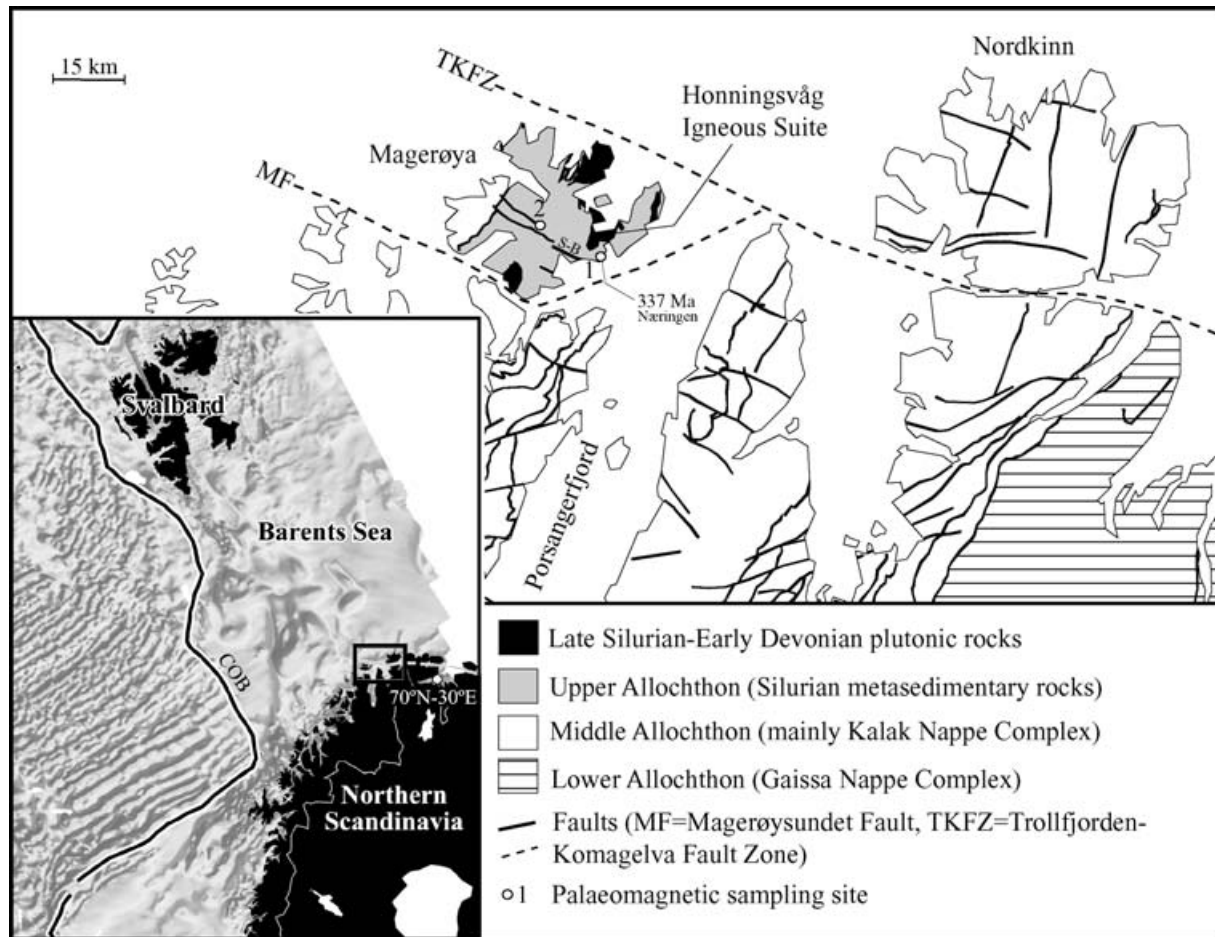 15 km
TKFZ
Nordkinn
Honningsvåg
Igneous Suite
Magerøya
MF
2
S-B
1
337 Ma
Næringen
Porsangerfjord
Svalbard
Barents Sea
COB
70ºN-30ºE
Northern
Scandinavia
Late Silurian-Early Devonian plutonic rocks
Upper Allochthon (Silurian metasedimentary rocks)
Middle Allochthon (mainly Kalak Nappe Complex)
Lower Allochthon (Gaissa Nappe Complex)
Faults (MF=Magerøysundet Fault, TKFZ=Trollfjorden-
Komagelva Fault Zone)
1 Palaeomagnetic sampling site